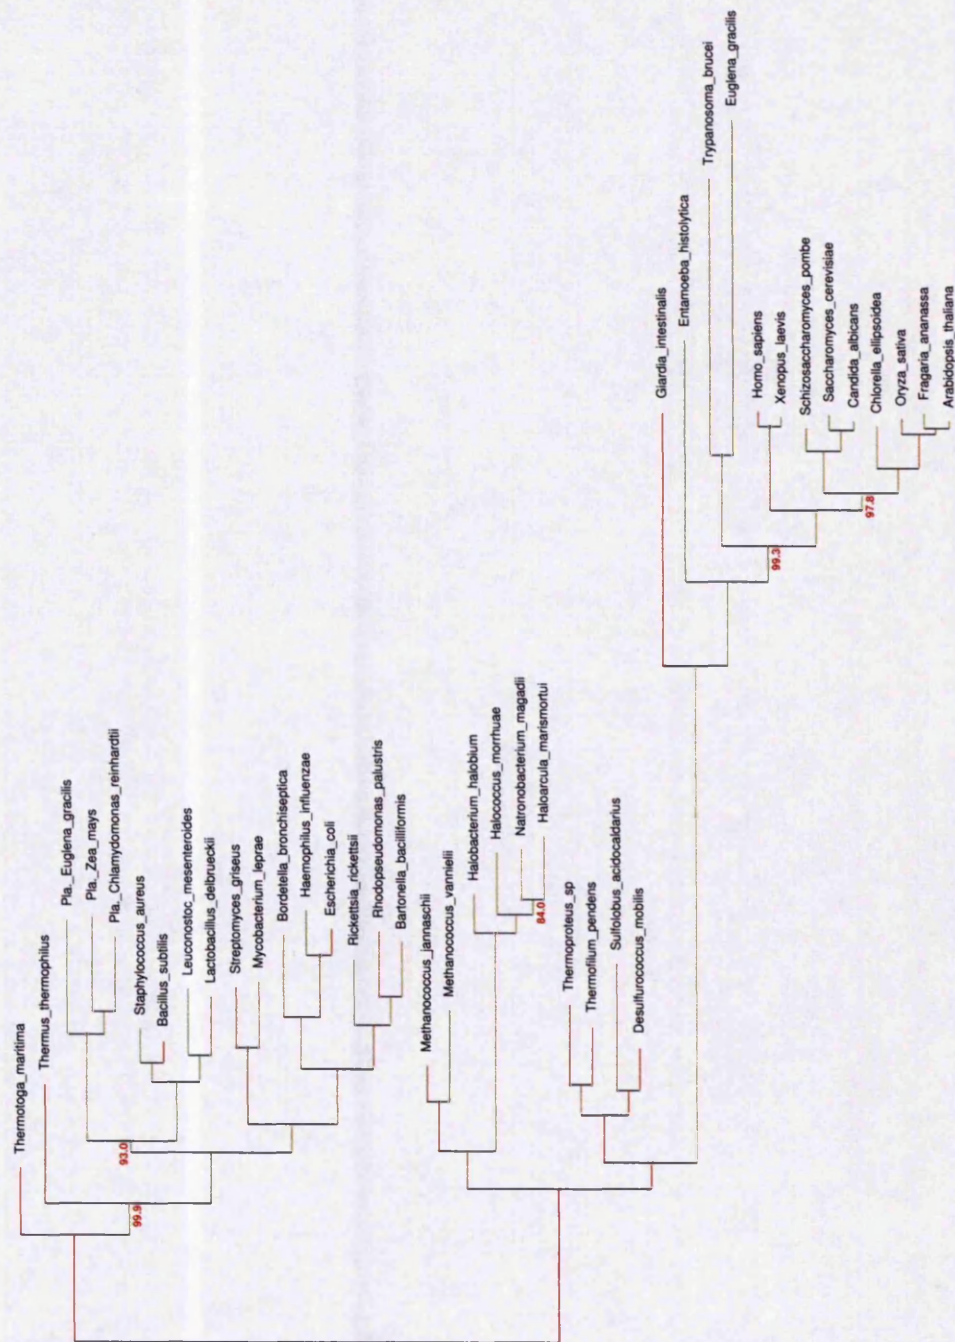 Thermotoga_maritima
Thermus_thermophilus
99.9
Pla._Euglena_gracilis
Pla._Zea_mays
Pla._Chlamydomonas_reinhardtii
93.0
Staphylococcus_aureus
Bacillus_subtilis
Leuconostoc_mesenteroides
Lactobacillus_delbrueckii
Streptomyces_griseus
Mycobacterium_leprae
Bordetella_bronchiseptica
Haemophilus_influenzae
Escherichia_coli
Rickettsia_rickettsii
Rhodopseudomonas_palustris
Bartonella_bacilliformis
Methanococcus_jannaschii
Methanococcus_vannielii
Halobacterium_halobium
Halococcus_morrhuae
Natronobacterium_magadii
Haloarcula_marismortui
84.0
Thermoproteus_sp
Thermofilum_pendens
Sulfolobus_acidocaldarius
Desulfurococcus_mobilis
Giardia_intestinalis
Entamoeba_histolytica
Trypanosoma_brucei
Euglena_gracilis
99.3
Homo_sapiens
Xenopus_laevis
Schizosaccharomyces_pombe
Saccharomyces_cerevisiae
Candida_albicans
97.8
Chlorella_ellipsoidea
Oryza_sativa
Fragaria_ananassa
Arabidopsis_thaliana